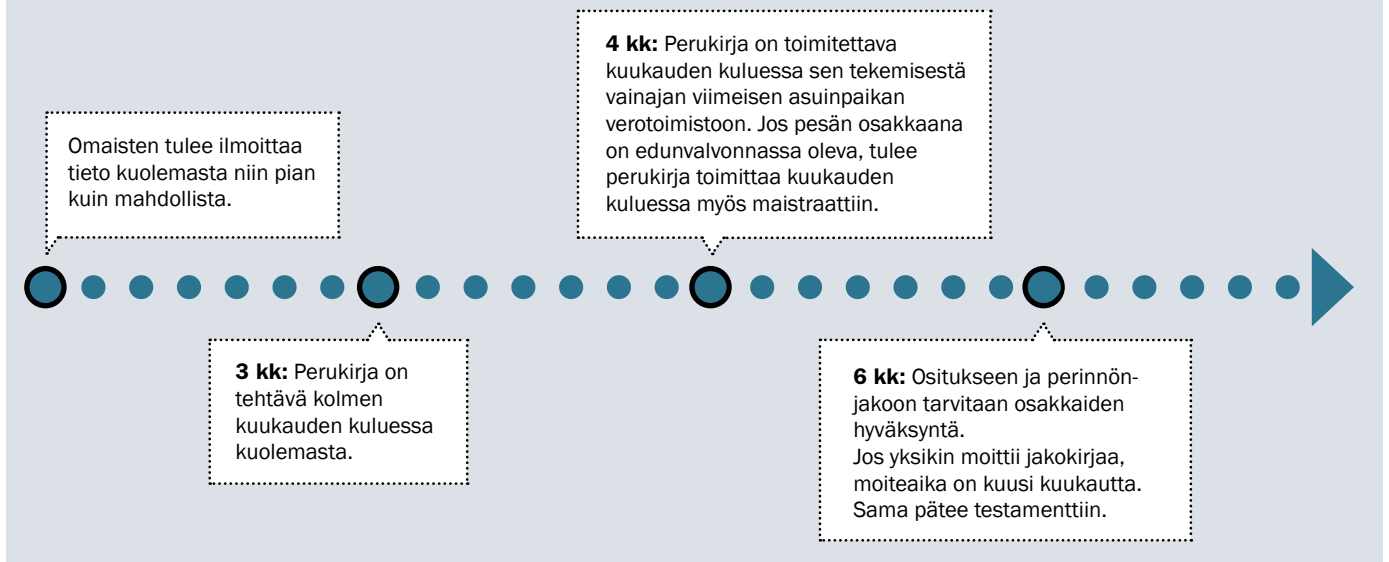 Omaisten tulee ilmoittaa
tieto kuolemasta niin pian
kuin mahdollista.
3 kk: Perukirja on
tehtävä kolmen
kuukauden kuluessa
kuolemasta.
4 kk: Perukirja on toimitettava
kuukauden kuluessa sen tekemisestä
vainajan viimeisen asuinpaikan
verotoimistoon. Jos pesän osakkaana
on edunvalvonnassa oleva, tulee
perukirja toimittaa kuukauden
kuluessa myös maistraattiin.
6 kk: Ositukseen ja perinnön-
jakoon tarvitaan osakkaiden
hyväksyntä.
Jos yksikin moittii jakokirjaa,
moiteaika on kuusi kuukautta.
Sama pätee testamenttiin.